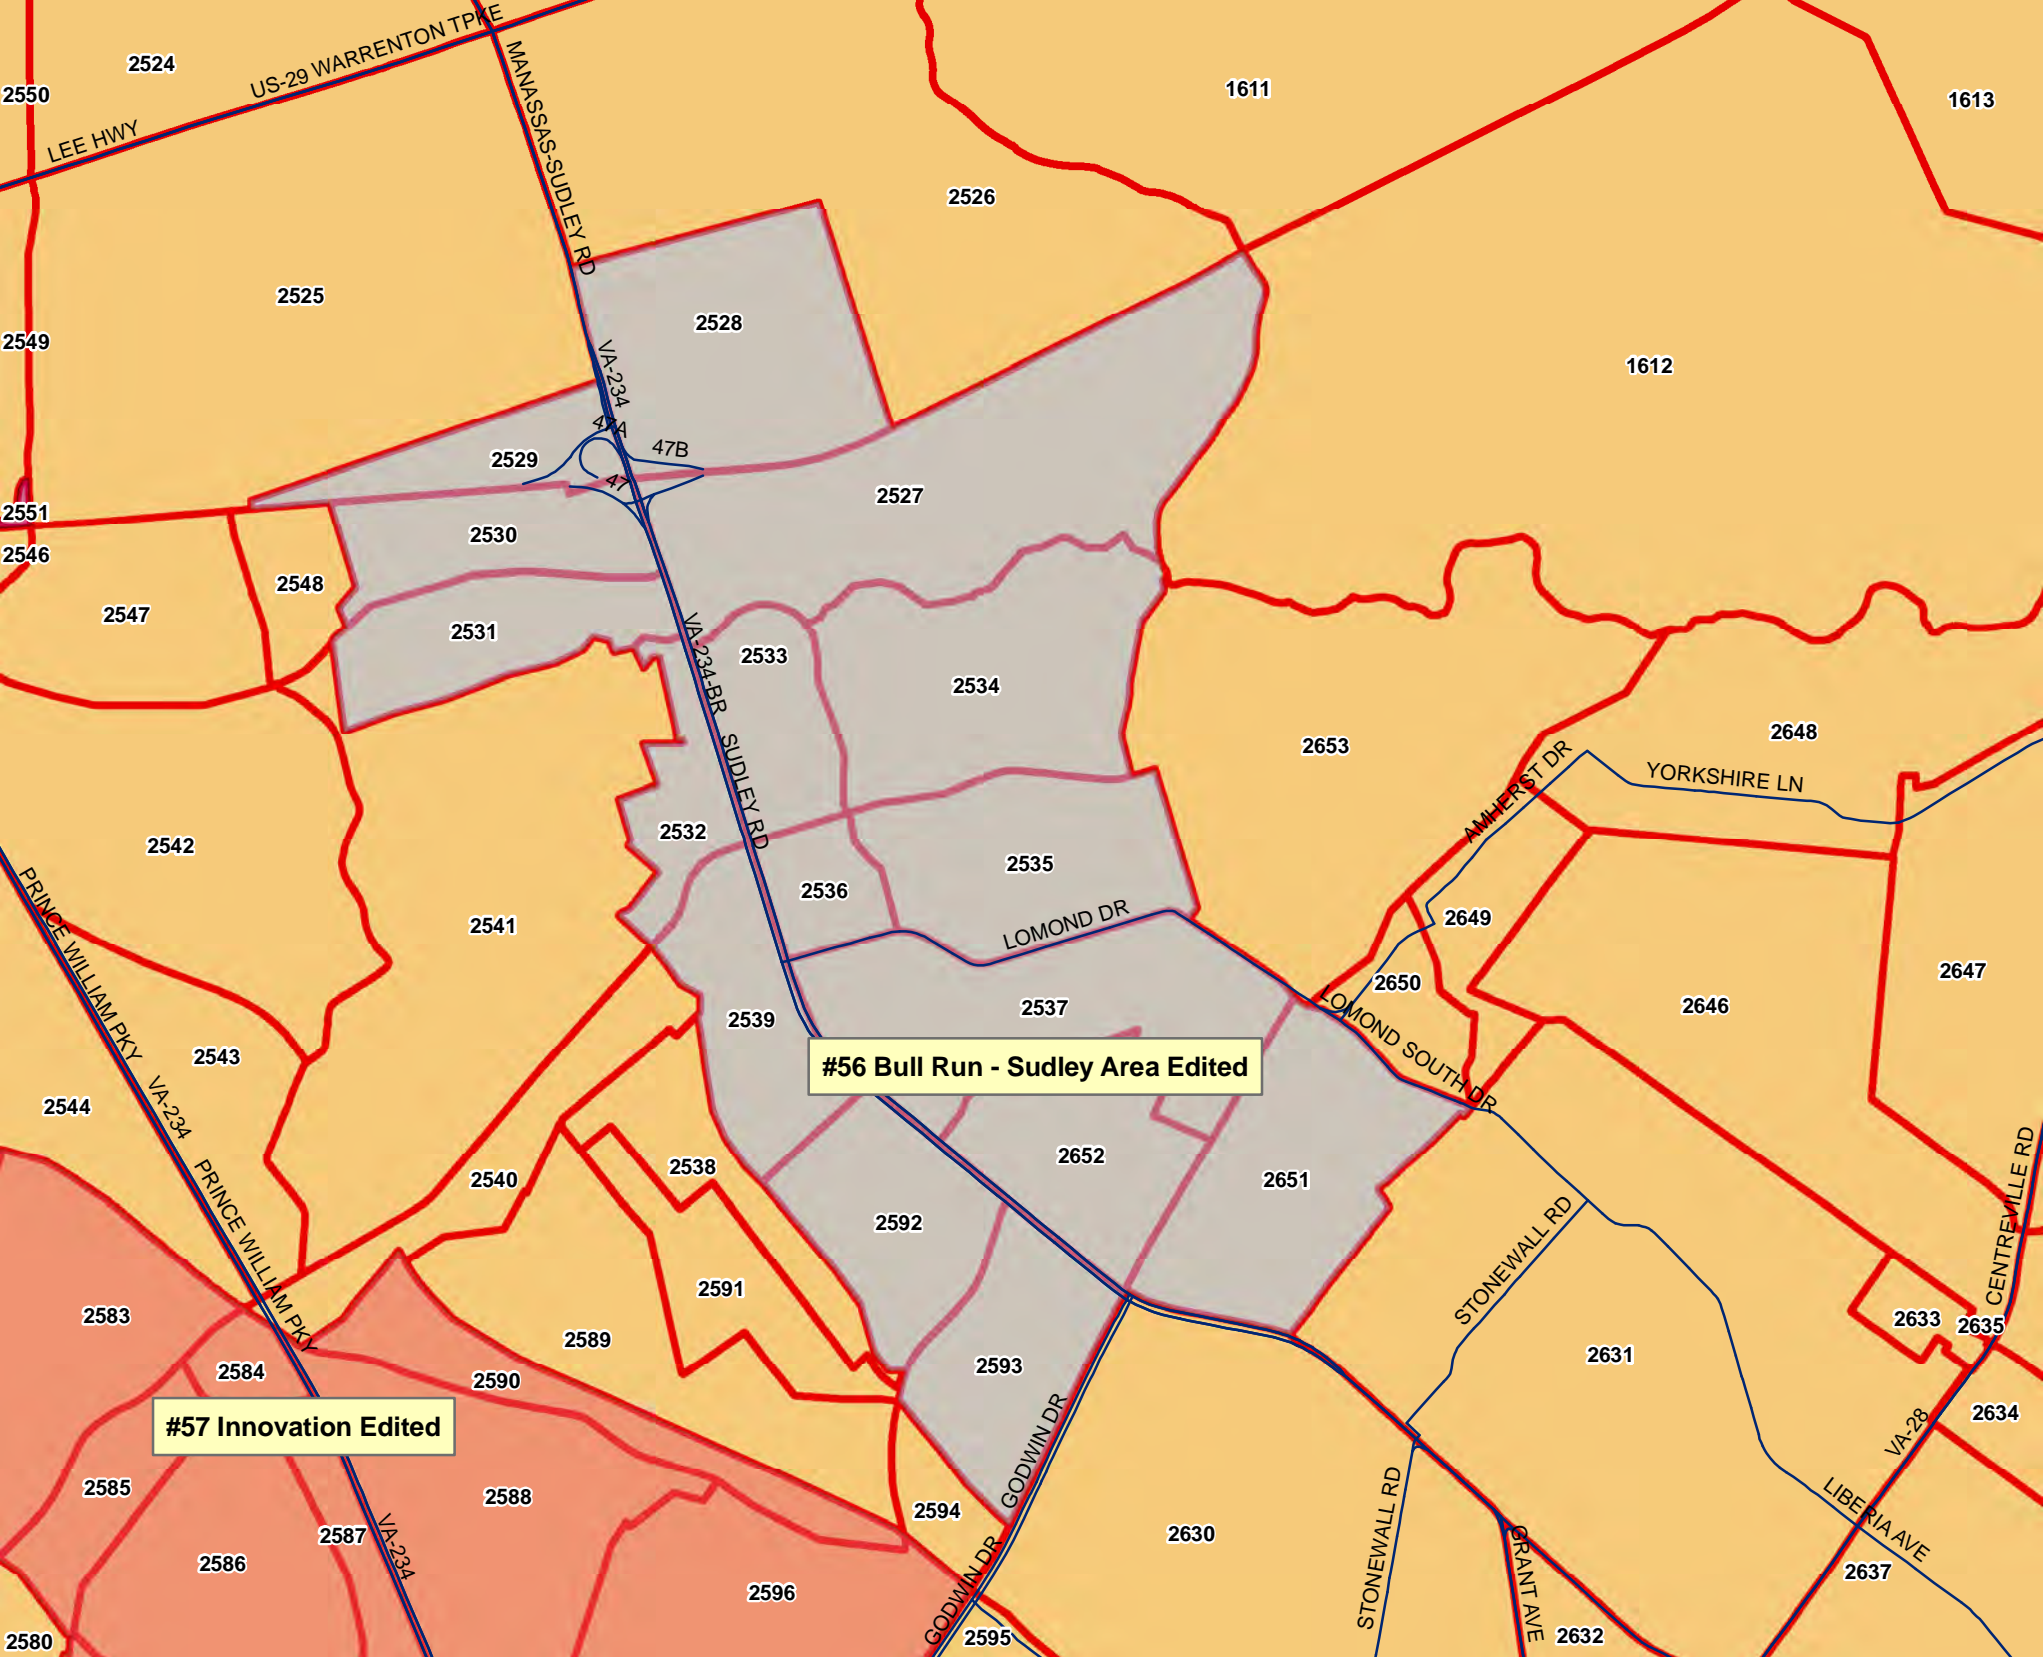 US-29 WARRENTON TPKE
2524
1611
2550
1613
LEE HWY
MANASSAS-SUDLEY RD
2526
2525
2528
2549
VA-234
1612
47A
47B
2529
47
2527
2551
2530
2546
2548
2547
2531
VA-234-BR
2533
2534
2653
2648
SUDLEY RD
AMHERST DR
YORKSHIRE LN
2532
2542
2535
2536
PRINCE WILLIAM PKY
2541
LOMOND DR
2649
2647
2650
2646
2537
2539
LOMOND SOUTH DR
2543
#56 Bull Run - Sudley Area Edited
2544
VA-234
2652
2538
2540
2651
CENTREVILLE RD
PRINCE WILLIAM PKY
2592
STONEWALL RD
2591
2583
2633
2635
2589
2631
2584
2593
2590
GODWIN DR
2634
#57 Innovation Edited
VA-28
2585
2588
STONEWALL RD
LIBERIA AVE
2594
2587
VA-234
2630
GRANT AVE
2586
2637
2596
GODWIN DR
2580
2595
2632